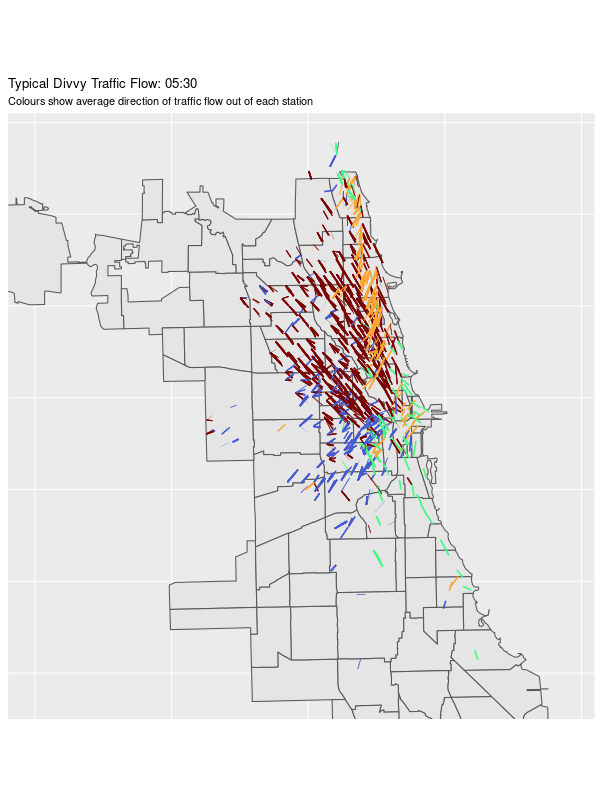 Typical Divvy Traffic Flow: 05:30
Colours show average direction of traffic flow out of each station